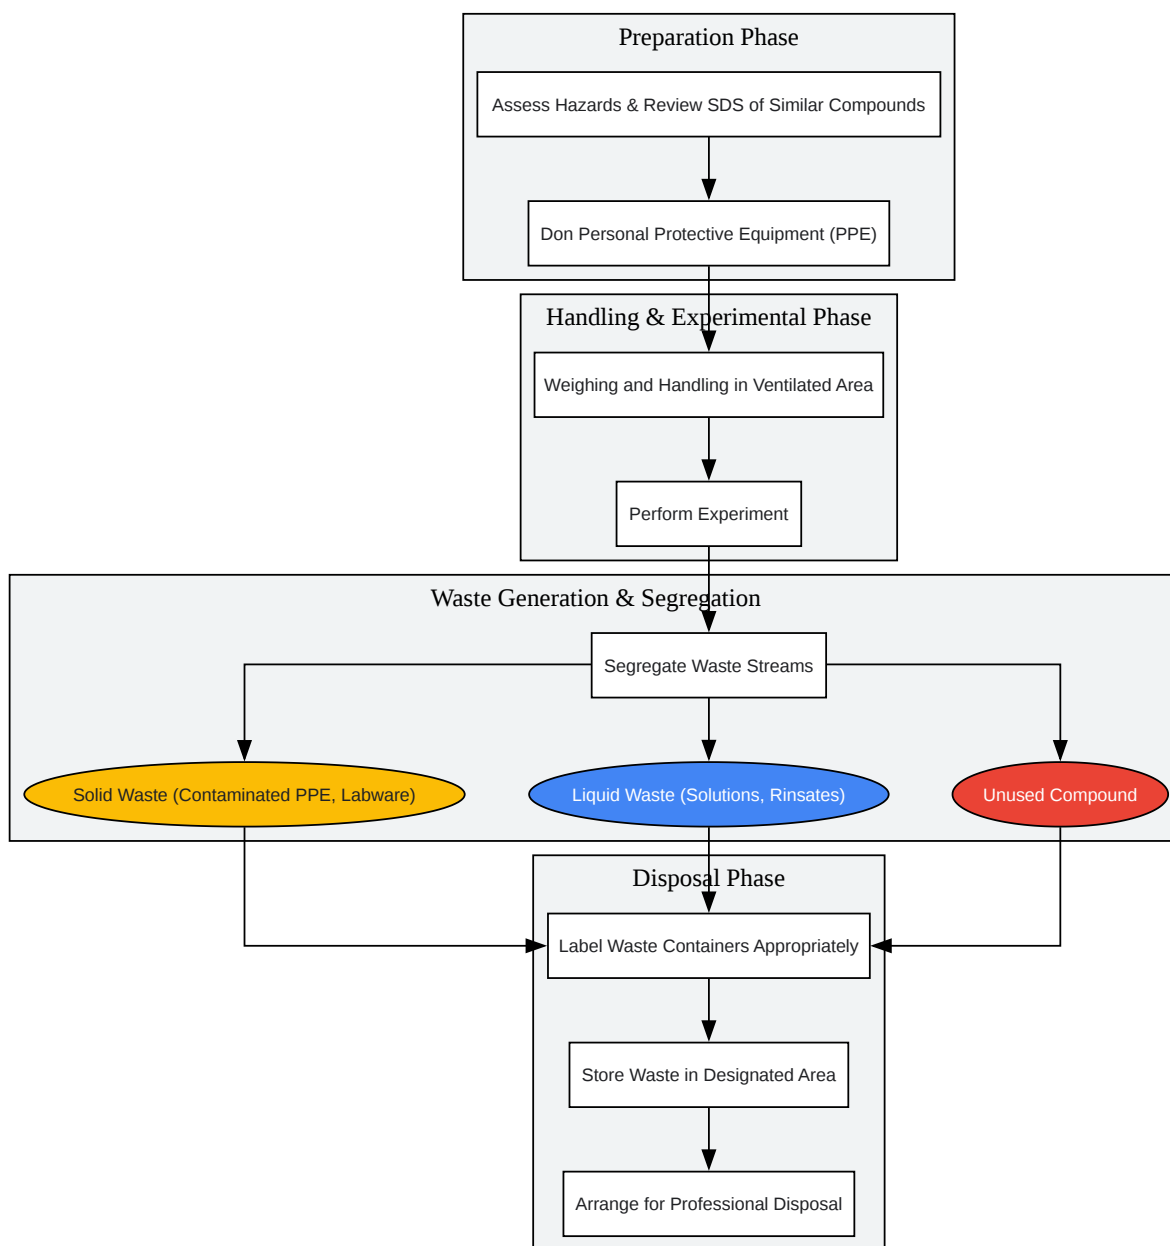 Preparation Phase
Assess Hazards & Review SDS of Similar Compounds
Don Personal Protective Equipment (PPE)
Handling & Experimental Phase
Weighing and Handling in Ventilated Area
Perform Experiment
Waste Generation & Segregation
Segregate Waste Streams
Solid Waste (Contaminated PPE, Labware)
Liquid Waste (Solutions, Rinsates)
Unused Compound
Disposal Phase
Label Waste Containers Appropriately
Store Waste in Designated Area
Arrange for Professional Disposal